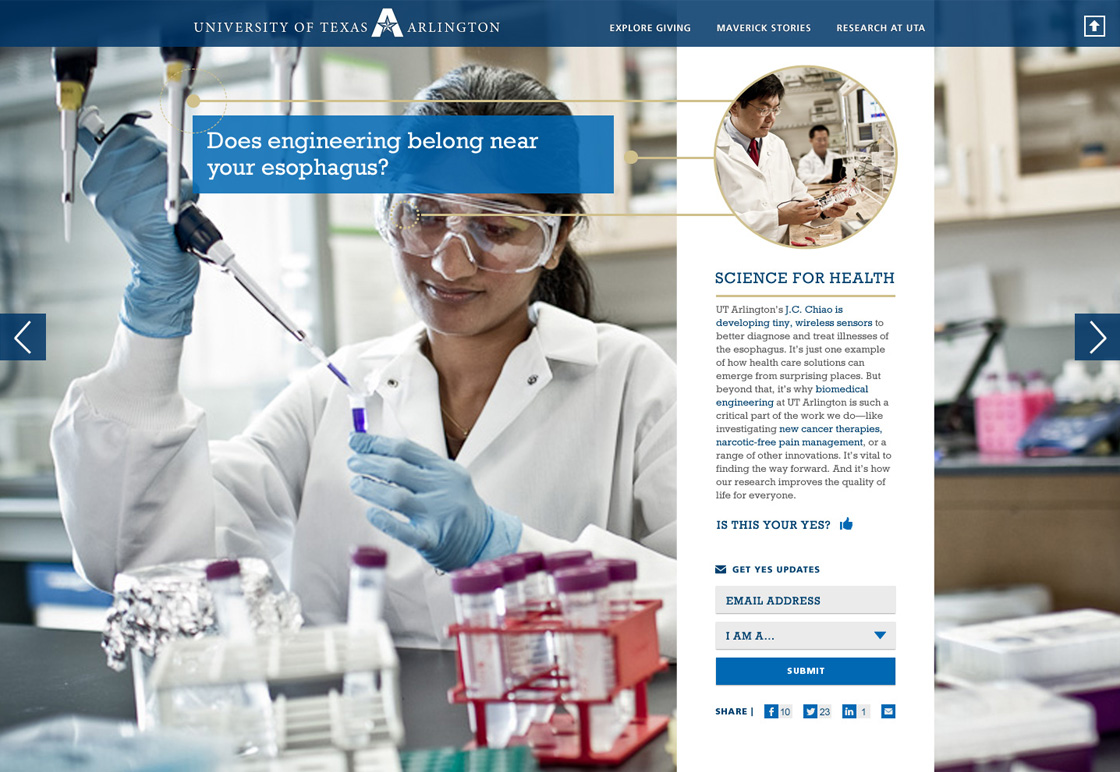 UNIVERSITY OF TEXAS A ARLINGTON
EXPLORE GIVING MAVERICK STORIES RESEARCH AT UTA
Does engineering belong near
your esophagus?
SCIENCE FOR HEALTH
UT Arlington's J.C. Chiao is
developing tiny, wireless sensors to
better diagnose and treat illnesses of
the esophagus. It's just one example
of how health care solutions can
emerge from surprising places. But
beyond that, it's why biomedical
engineering at UT Arlington is such a
critical part of the work we do—like
investigating new cancer therapies,
narcotic-free pain management, or a
range of other innovations. It's vital to
finding the way forward. And it's how
our research improves the quality of
life for everyone.
IS THIS YOUR YES?
GET YES UPDATES
EMAIL ADDRESS
I AM A...
SUBMIT
SHARE | f 10 23 in 1